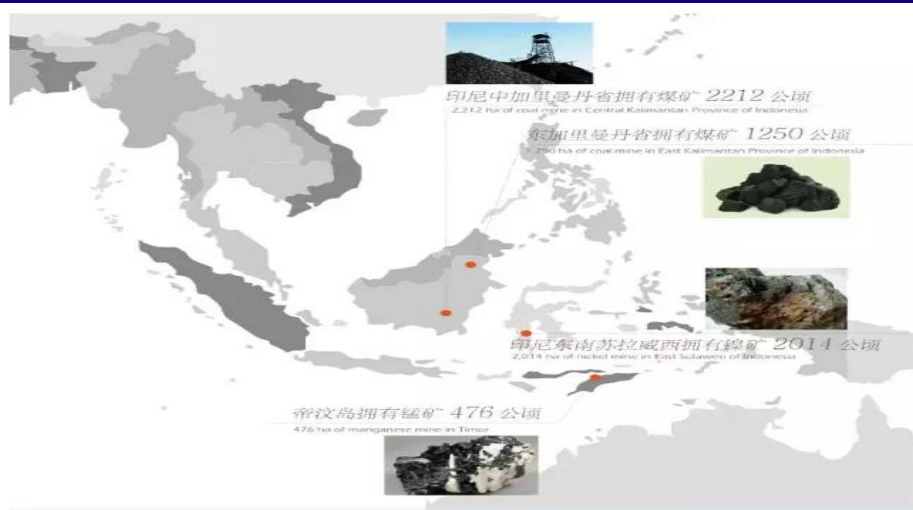 印尼中加里曼丹省拥有煤矿 2212 公顷
2,212 ha of coal mine in Central Kalimantan Province of Indonesia
东加里曼丹省拥有煤矿 1250 公顷
ha of coal mine in East Kalimantan Province of Indonesia
印尼东南苏拉威西拥有镍矿 2014 公顷
2,014 ha of nickel mine in East Sulawesi of Indonesia
帝汶岛拥有锰矿 476 公顷
476 ha of manganese mine in Timor